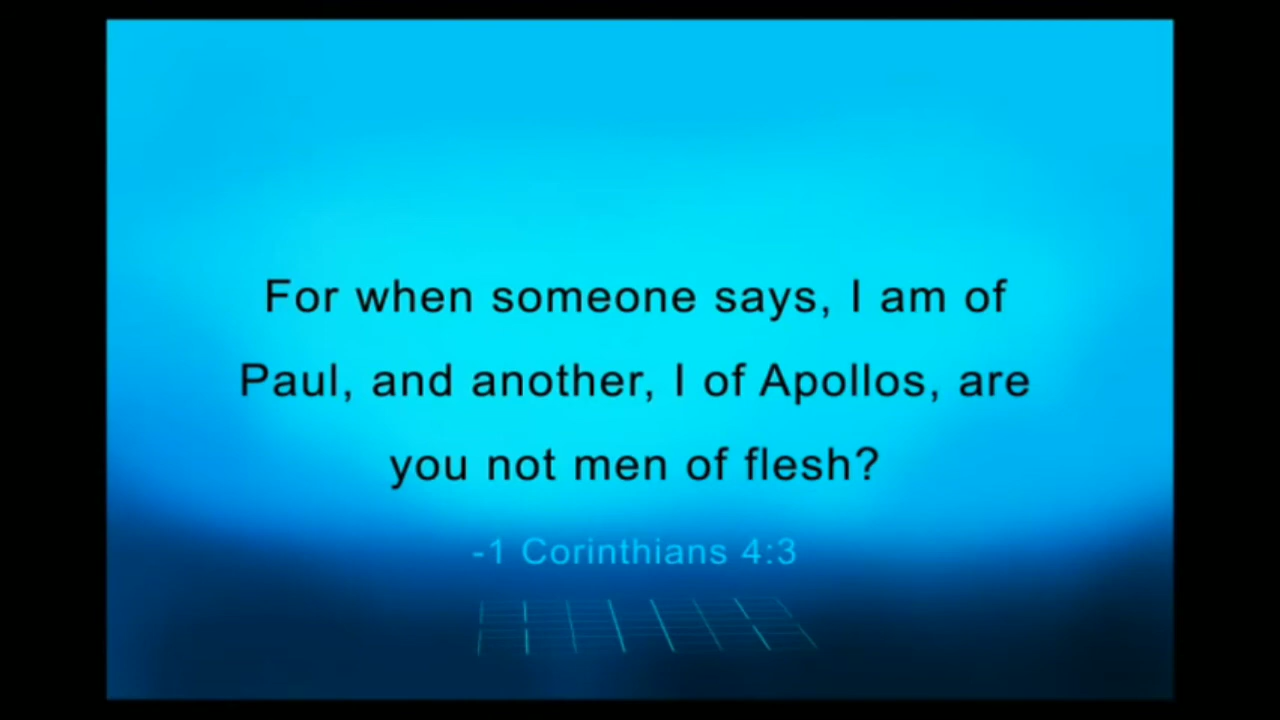 For when someone says, I am of
Paul, and another, I of Apollos, are
you not men of flesh?
-1 Corinthians 4:3